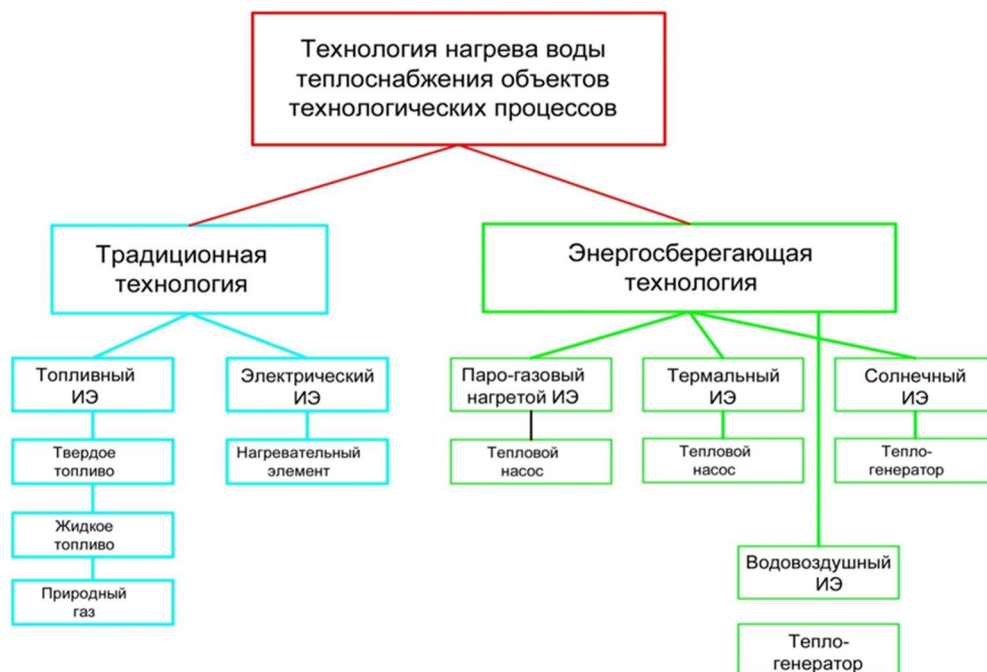 Технология нагрева воды
теплоснабжения объектов
технологических процессов
Традиционная
технология
Энергосберегающая
технология
Топливный
ИЭ
Электрический
ИЭ
Паро-газовый
нагретой ИЭ
Термальный
ИЭ
Солнечный
ИЭ
Твердое
топливо
Нагревательный
элемент
Тепловой
насос
Тепловой
насос
Тепло-
генератор
Жидкое
топливо
Природный
газ
Водовоздушный
ИЭ
Тепло-
генератор